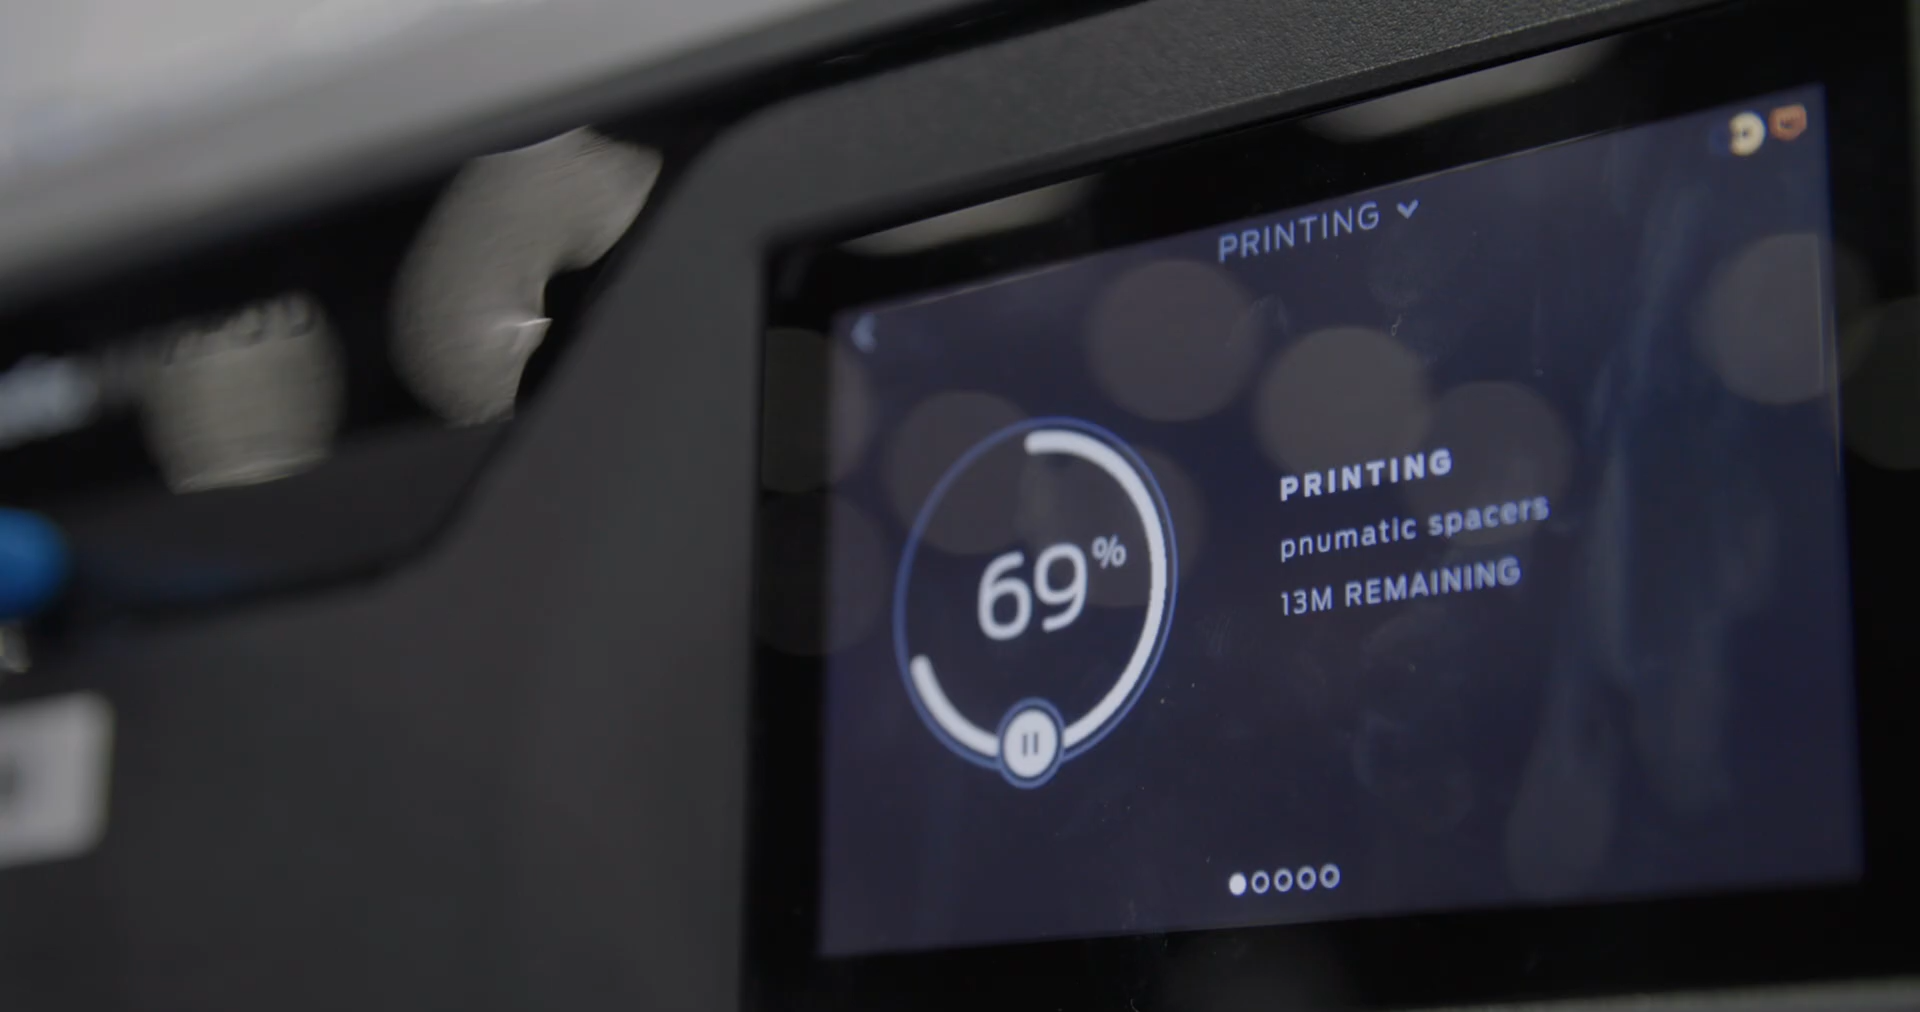 PRINTING
69%
PRINTING
pnumatic spacers
13M REMAINING